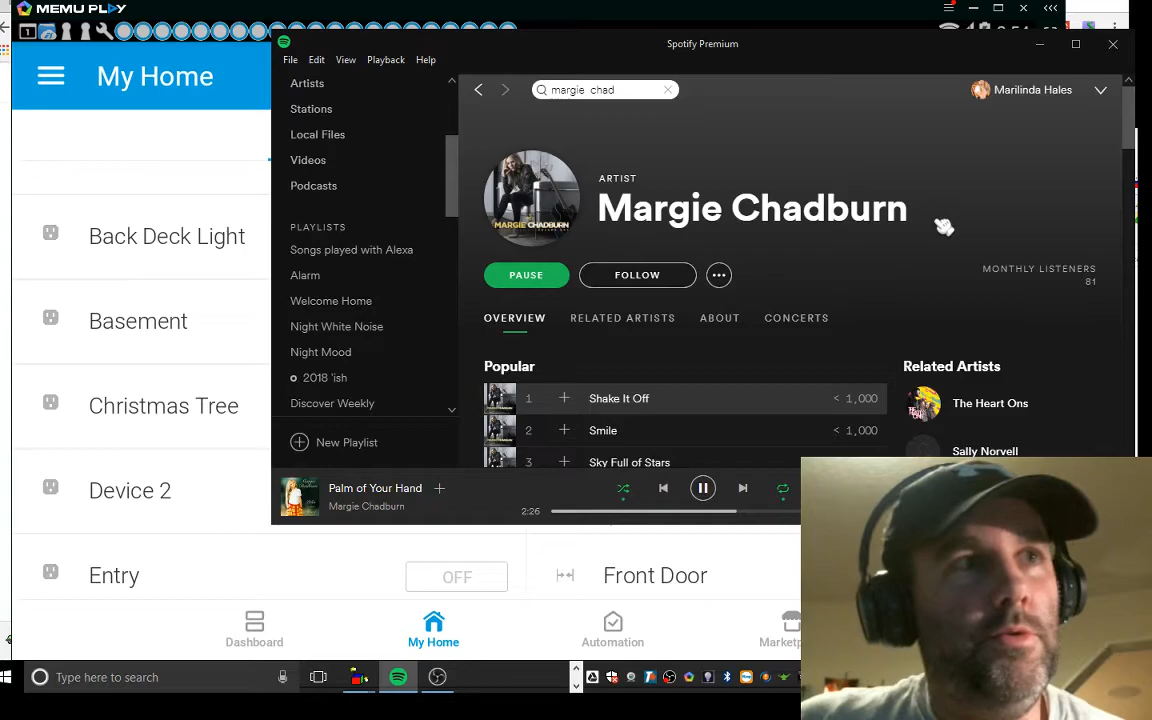 MEMU PLAY
My Home
Back Deck Light
Basement
Christmas Tree
Device 2
Entry
OFF
Front Door
Dashboard
My Home
Automation
Spotify Premium
File Edit View Playback Help
margie chad
Marilinda Hales
Artists
Stations
Local Files
Videos
Podcasts
PLAYLISTS
Songs played with Alexa
Alarm
Welcome Home
Night White Noise
Night Mood
2018 'ish
Discover Weekly
New Playlist
ARTIST
MARGIE CHADBURN
Margie Chadburn
PAUSE
FOLLOW
MONTHLY LISTENERS
81
OVERVIEW RELATED ARTISTS ABOUT CONCERTS
Popular
1 Shake It Off < 1,000
2 Smile < 1,000
3 Sky Full of Stars
Related Artists
The Heart Ons
Sally Norvell
Palm of Your Hand
Margie Chadburn
2:26
Type here to search